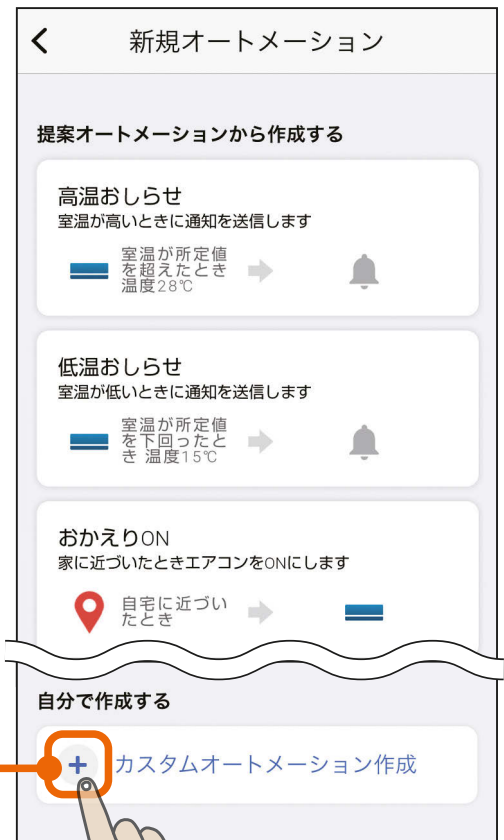 新規オートメーション
提案オートメーションから作成する
高温おしらせ
室温が高いときに通知を送信します
室温が所定値
を超えたとき
温度28℃
低温おしらせ
室温が低いときに通知を送信します
室温が所定値
を下回ったと
き 温度15℃
おかえりON
家に近づいたときエアコンをONにします
自宅に近づい
たとき
自分で作成する
+ カスタムオートメーション作成